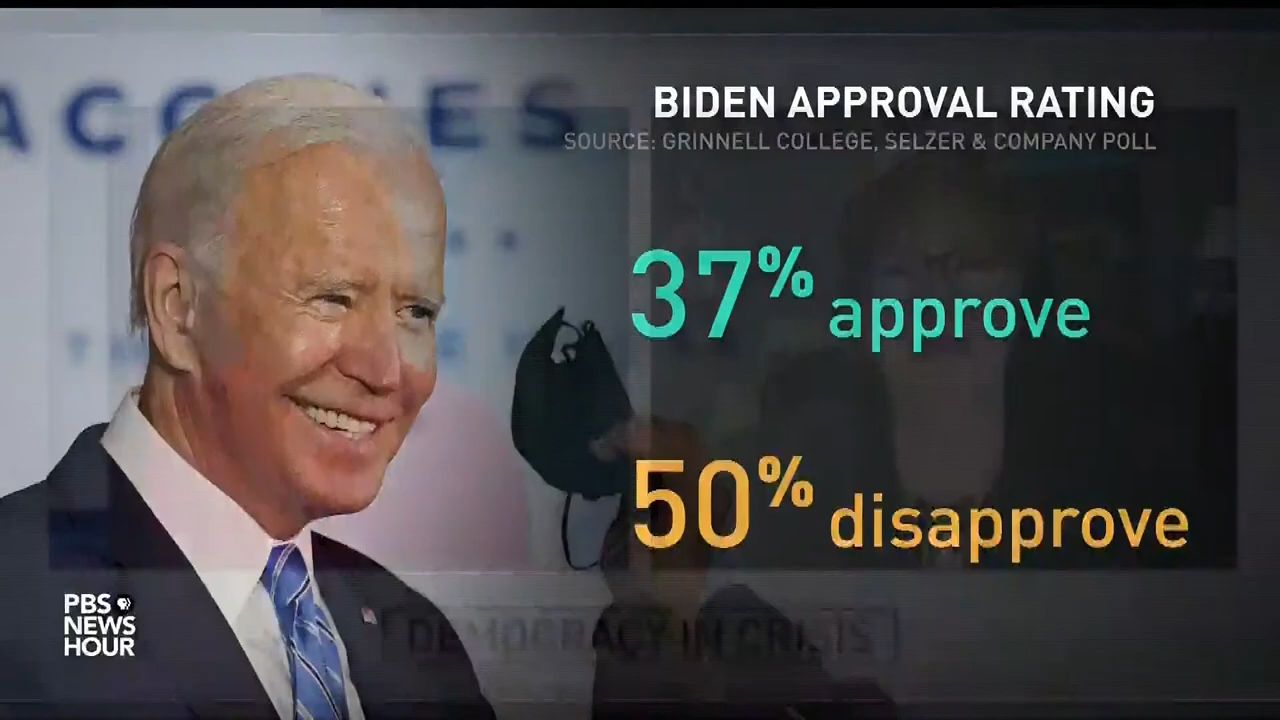 BIDEN APPROVAL RATING
SOURCE: GRINNELL COLLEGE, SELZER & COMPANY POLL
37% approve
50% disapprove
PBS
NEWS
HOUR
DEMOCRACY IN CRISIS